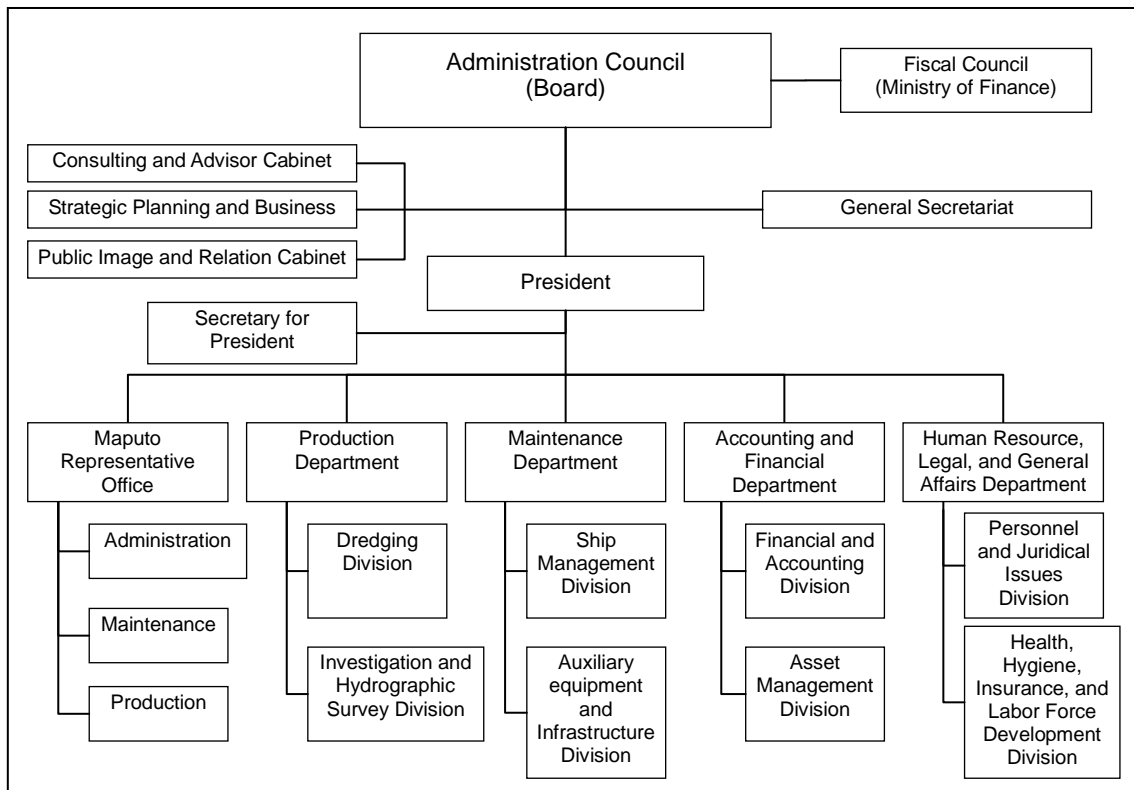 Administration Council
(Board)
Fiscal Council
(Ministry of Finance)
Consulting and Advisor Cabinet
Strategic Planning and Business
General Secretariat
Public Image and Relation Cabinet
President
Secretary for
President
Maputo
Representative
Office
Production
Department
Maintenance
Department
Accounting and
Financial
Department
Human Resource,
Legal, and General
Affairs Department
Administration
Maintenance
Production
Dredging
Division
Investigation and
Hydrographic
Survey Division
Ship
Management
Division
Auxiliary
equipment
and
Infrastructure
Division
Financial and
Accounting
Division
Asset
Management
Division
Personnel
and Juridical
Issues
Division
Health,
Hygiene,
Insurance, and
Labor Force
Development
Division